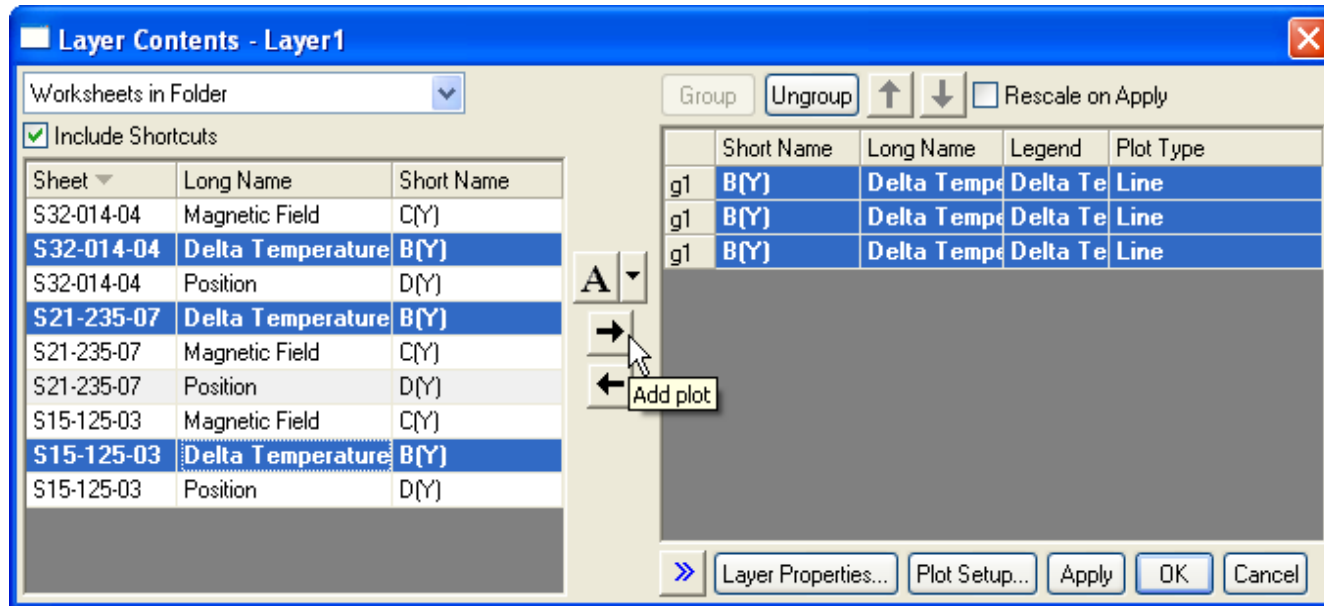 Layer Contents - Layer1
Worksheets in Folder
Include Shortcuts
Sheet Long Name Short Name
S32-014-04 Magnetic Field C(Y)
S32-014-04 Delta Temperature B(Y)
S32-014-04 Position D(Y)
S21-235-07 Delta Temperature B(Y)
S21-235-07 Magnetic Field C(Y)
S21-235-07 Position D(Y)
S15-125-03 Magnetic Field C(Y)
S15-125-03 Delta Temperature B(Y)
S15-125-03 Position D(Y)
A
Add plot
Group Ungroup Rescale on Apply
Short Name Long Name Legend Plot Type
g1 B(Y) Delta Tempe Delta Te Line
g1 B(Y) Delta Tempe Delta Te Line
g1 B(Y) Delta Tempe Delta Te Line
Layer Properties... Plot Setup... Apply OK Cancel